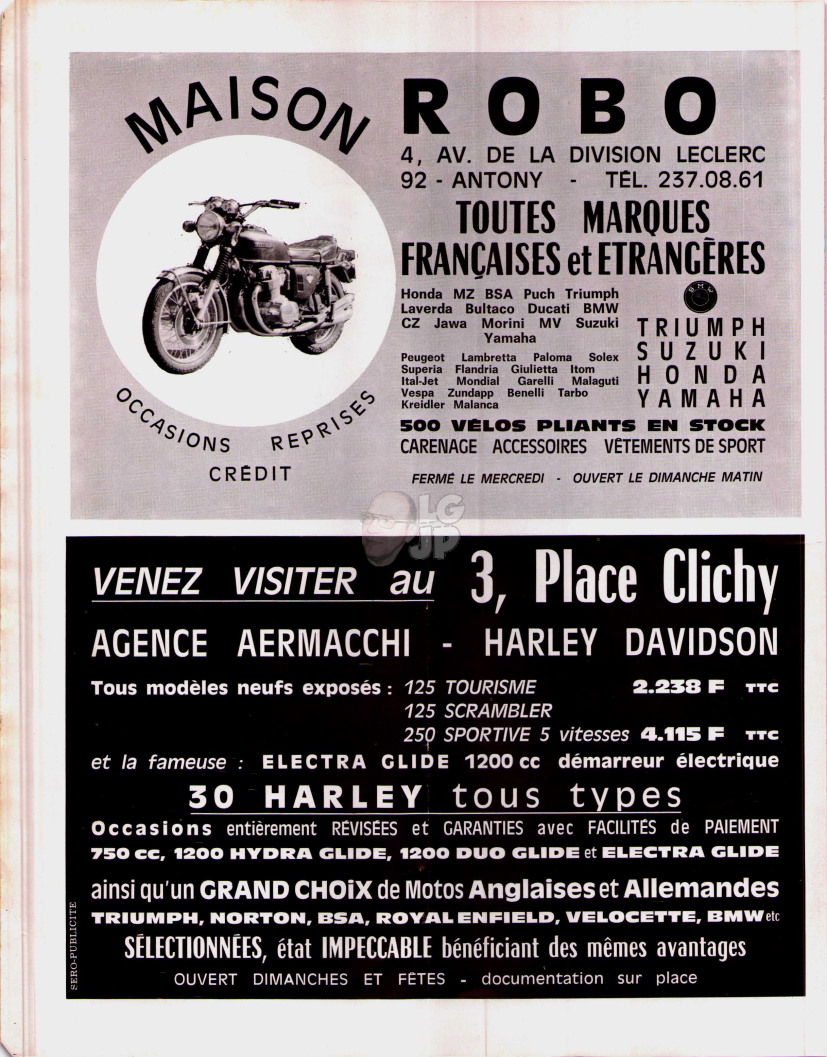 MAISON
OCCASIONS REPRISES
CRÉDIT
ROBO
4, AV. DE LA DIVISION LECLERC
92 - ANTONY - TÉL. 237.08.61
TOUTES MARQUES
FRANÇAISES et ETRANGÈRES
Honda MZ BSA Puch Triumph
Laverda Bultaco Ducati BMW
CZ Jawa Morini MV Suzuki
Yamaha
Peugeot Lambretta Paloma Solex
Superia Flandria Giulietta Itom
Ital-Jet Mondial Garelli Malaguti
Vespa Zundapp Benelli Tarbo
Kreidler Malanca
BMW
TRIUMPH
SUZUKI
HONDA
YAMAHA
500 VÉLOS PLIANTS EN STOCK
CARENAGE ACCESSOIRES VÊTEMENTS DE SPORT
FERMÉ LE MERCREDI - OUVERT LE DIMANCHE MATIN
LG
JP
VENEZ VISITER au 3, Place Clichy
AGENCE AERMACCHI - HARLEY DAVIDSON
Tous modèles neufs exposés : 125 TOURISME 2.238 F TTC
125 SCRAMBLER
250 SPORTIVE 5 vitesses 4.115 F TTC
et la fameuse : ELECTRA GLIDE 1200 cc démarreur électrique
30 HARLEY tous types
Occasions entièrement RÉVISÉES et GARANTIES avec FACILITÉS de PAIEMENT
750 cc, 1200 HYDRA GLIDE, 1200 DUO GLIDE et ELECTRA GLIDE
ainsi qu'un GRAND CHOiX de Motos Anglaises et Allemandes
TRIUMPH, NORTON, BSA, ROYAL ENFIELD, VELOCETTE, BMW etc
SÉLECTIONNÉES, état IMPECCABLE bénéficiant des mêmes avantages
OUVERT DIMANCHES ET FÊTES - documentation sur place
SERO-PUBLICITE